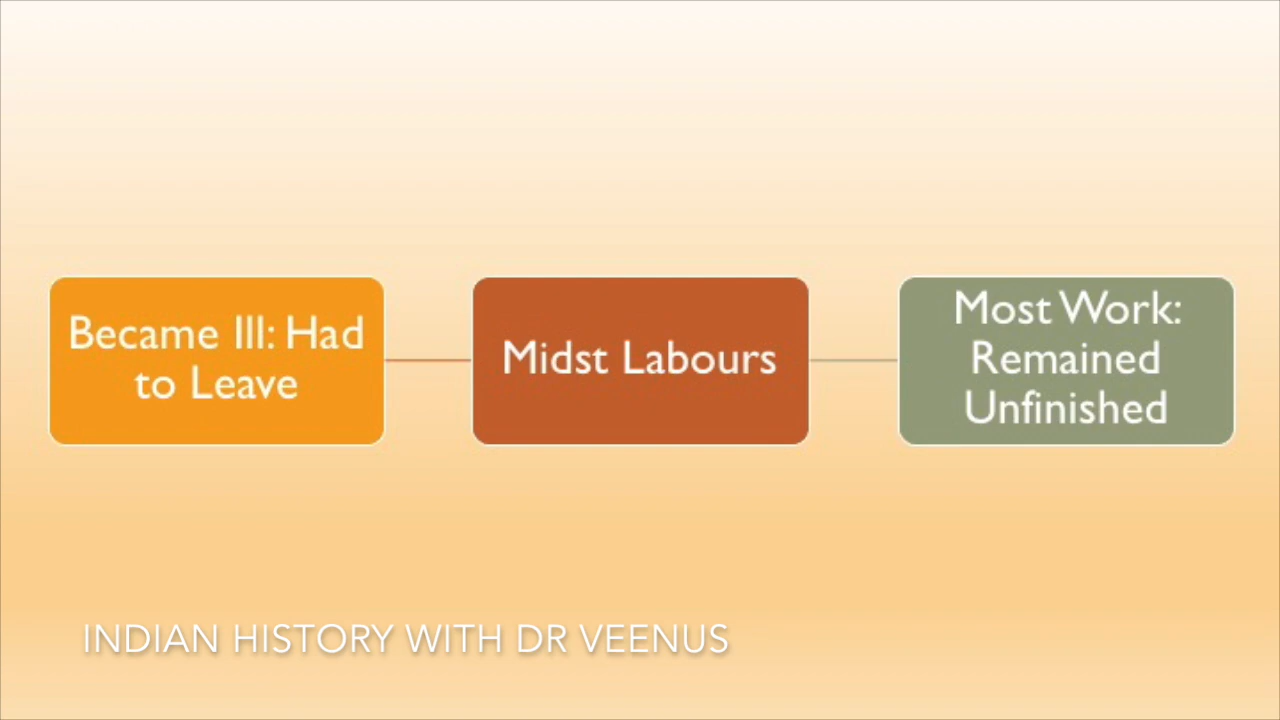 Became Ill: Had
to Leave
Midst Labours
Most Work:
Remained
Unfinished
INDIAN HISTORY WITH DR VEENUS